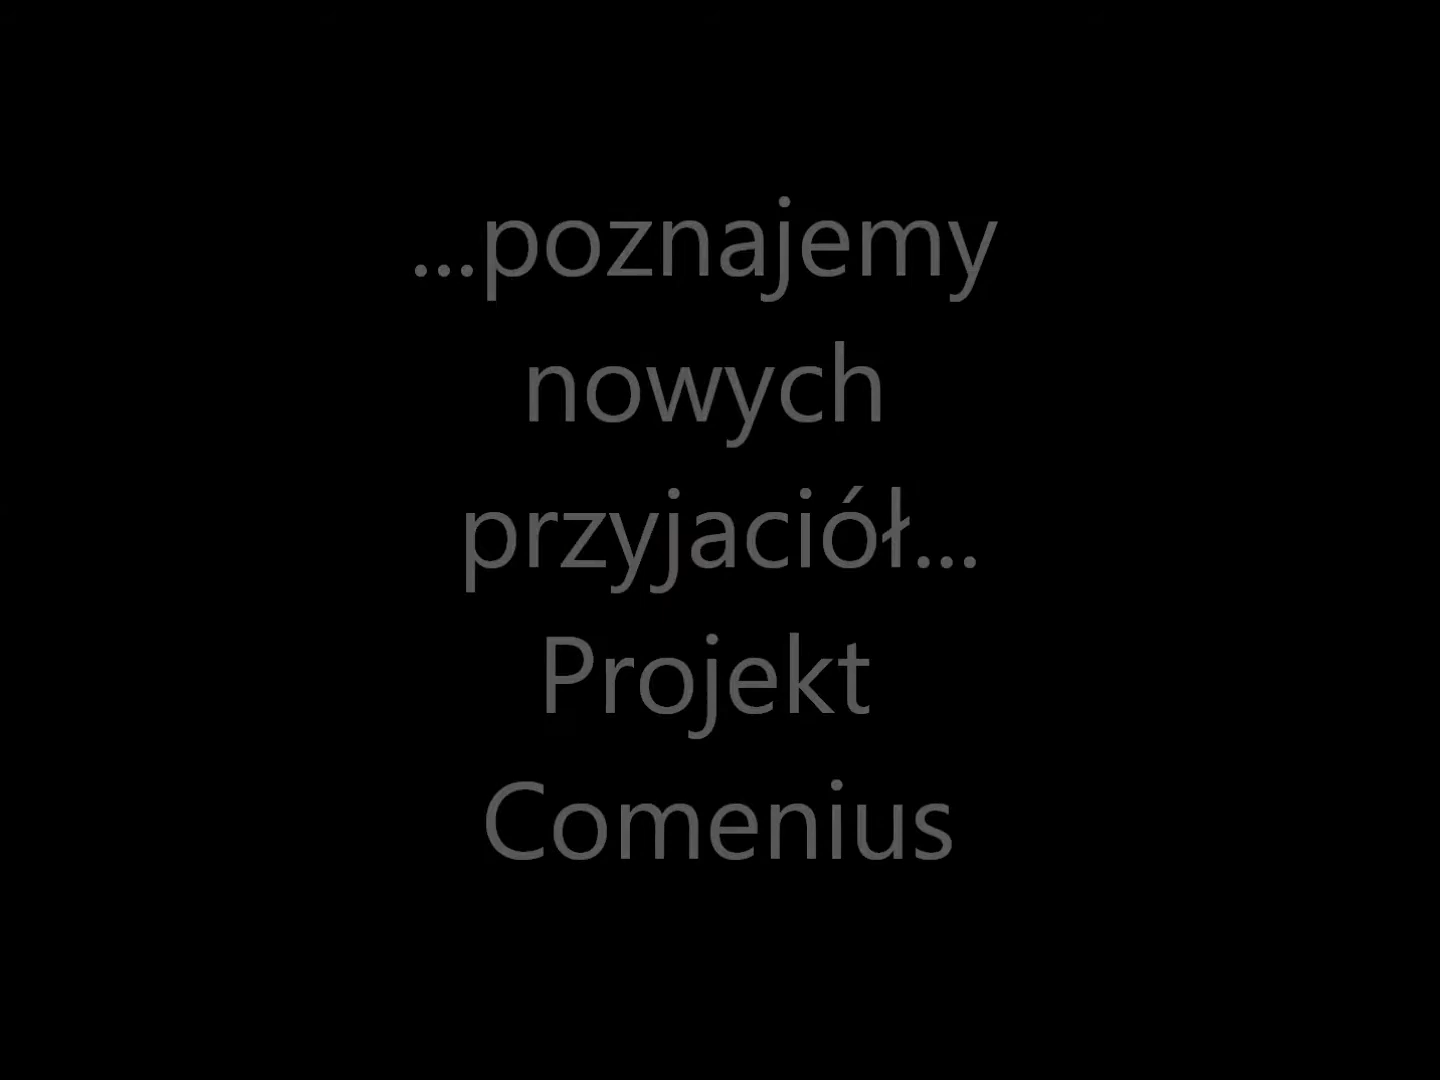 ...poznajemy
nowych
przyjaciół...
Projekt
Comenius